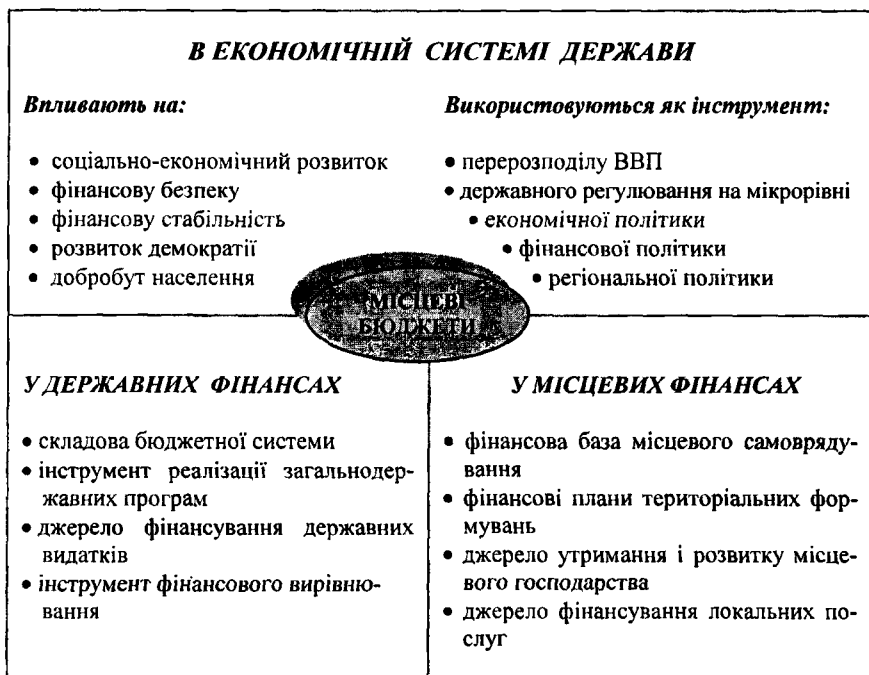 В ЕКОНОМІЧНІЙ СИСТЕМІ ДЕРЖАВИ
Впливають на:
• соціально-економічний розвиток
• фінансову безпеку
• фінансову стабільність
• розвиток демократії
• добробут населення
Використовуються як інструмент:
• перерозподілу ВВП
• державного регулювання на мікрорівні
• економічної політики
• фінансової політики
• регіональної політики
МІСЦЕВІ
БЮДЖЕТИ
У ДЕРЖАВНИХ ФІНАНСАХ
• складова бюджетної системи
• інструмент реалізації загальнодер-
жавних програм
• джерело фінансування державних
видатків
• інструмент фінансового вирівню-
вання
У МІСЦЕВИХ ФІНАНСАХ
• фінансова база місцевого самовряду-
вання
• фінансові плани територіальних фор-
мувань
• джерело утримання і розвитку місце-
вого господарства
• джерело фінансування локальних по-
слуг